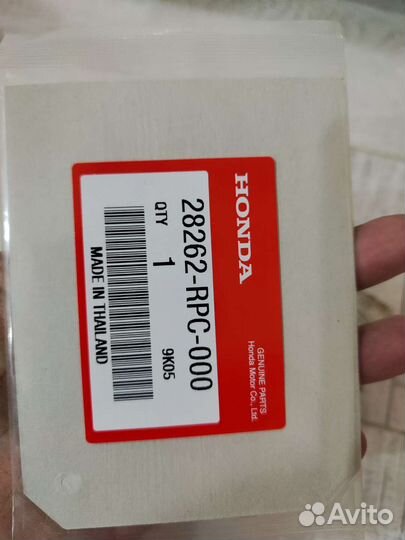 HONDA
GENUINE PARTS
Honda Motor Co., Ltd.
28262-RPC-000
QTY 1 9K05
MADE IN THAILAND
Avito